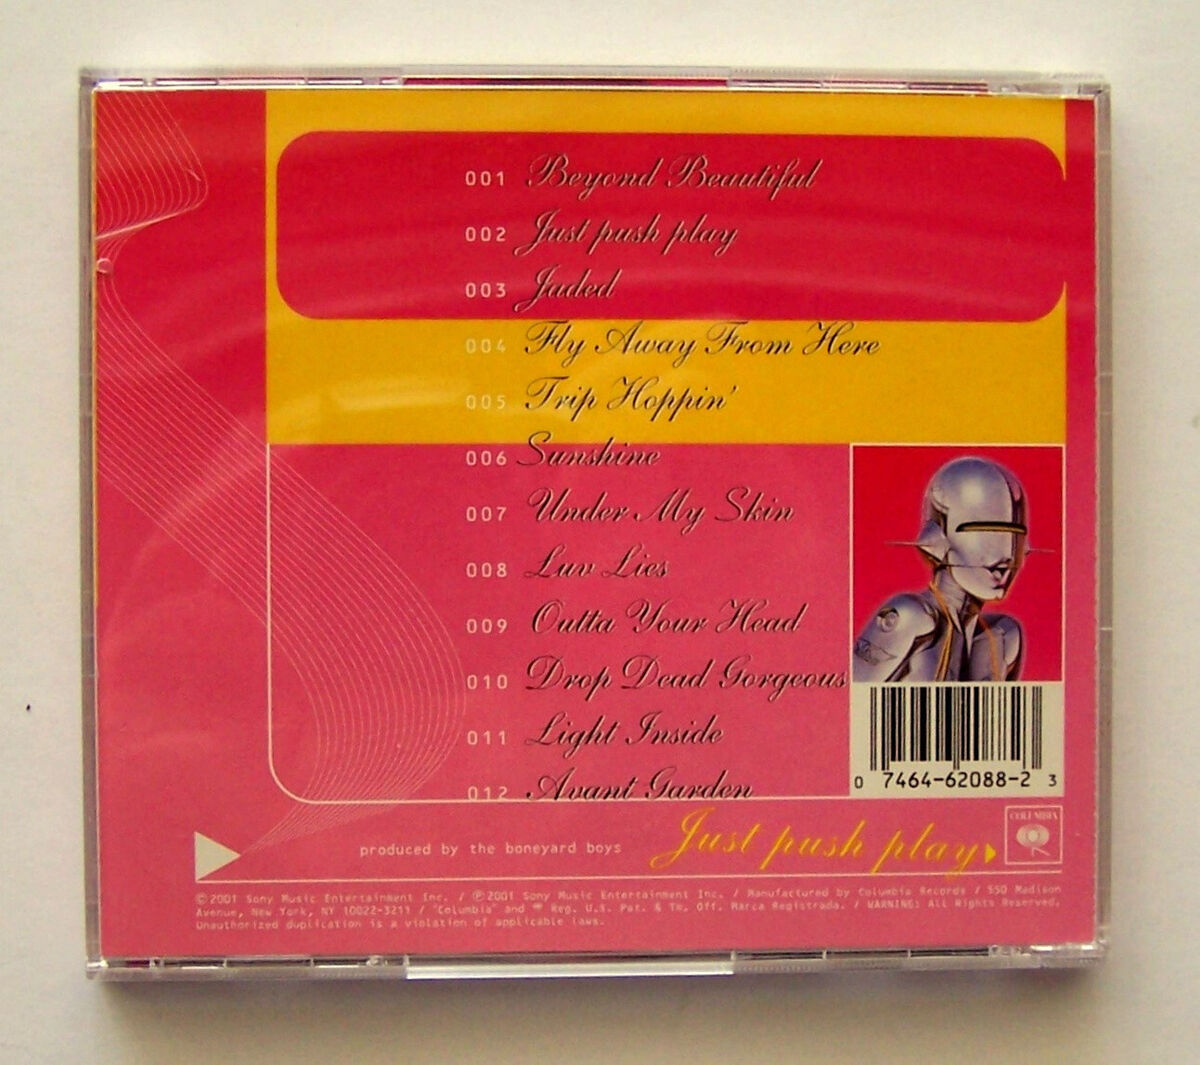 001 Beyond Beautiful
002 Just push play
003 Jaded
004 Fly Away From Here
005 Trip Hoppin'
006 Sunshine
007 Under My Skin
008 Luv Lies
009 Outta Your Head
010 Drop Dead Gorgeous
011 Light Inside
012 Avant Garden
0 7464-62088-2 3
produced by the boneyard boys
Just push play
COLUMBIA
©2001 Sony Music Entertainment Inc. / ℗2001 Sony Music Entertainment Inc. / Manufactured by Columbia Records / 550 Madison
Avenue, New York, NY 10022-3211 / "Columbia" and Reg. U.S. Pat. & Tm. Off. Marca Registrada. / WARNING: All Rights Reserved.
Unauthorized duplication is a violation of applicable laws.